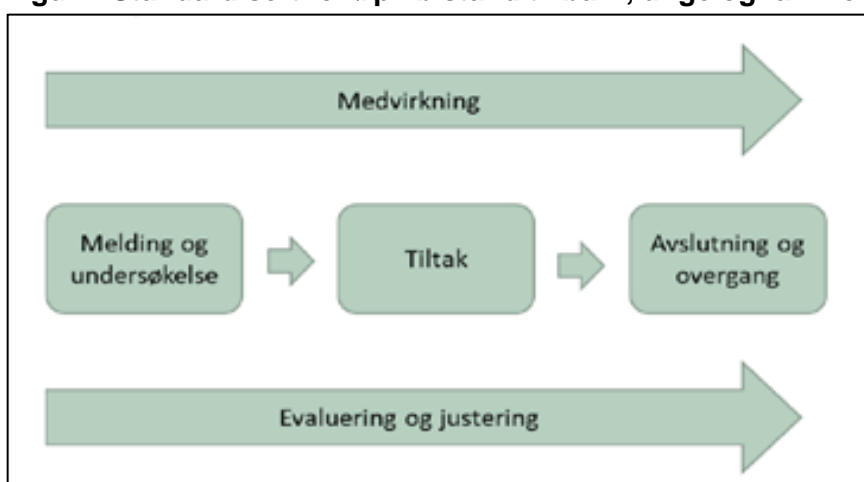 Medvirkning
Melding og
undersøkelse
Tiltak
Avslutning og
overgang
Evaluering og justering